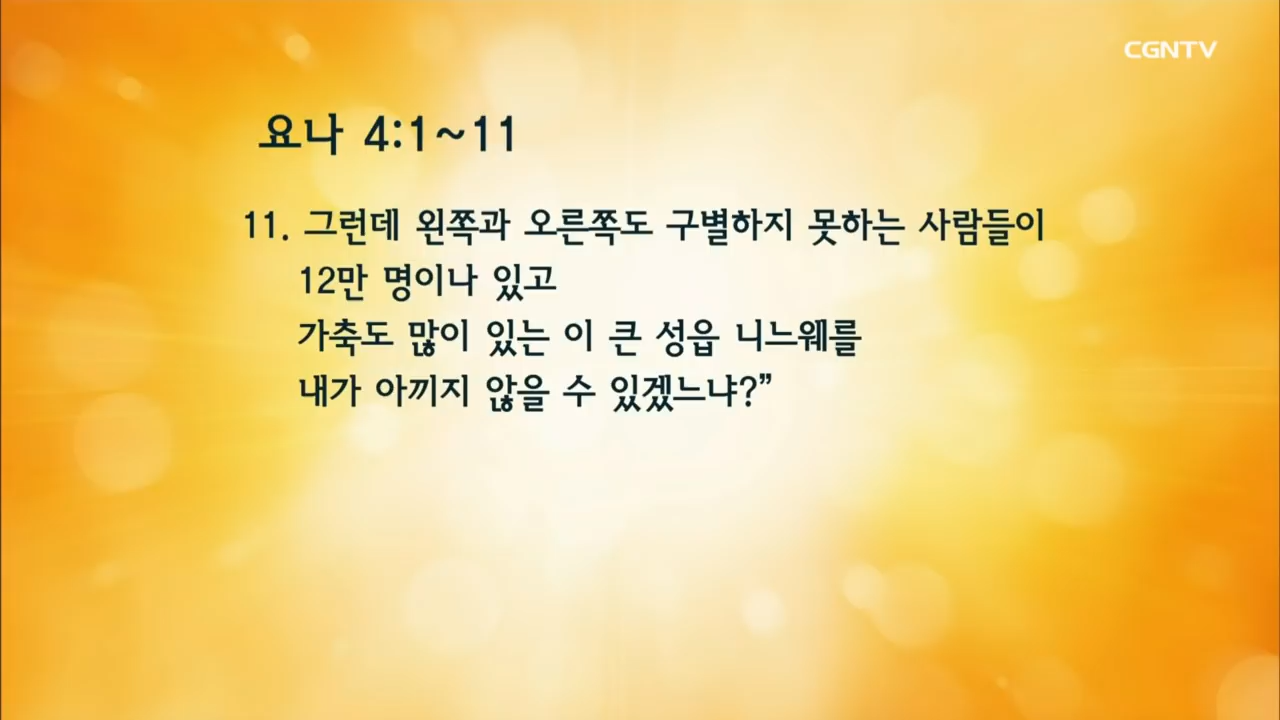 CGNTV
요나 4:1~11
11. 그런데 왼쪽과 오른쪽도 구별하지 못하는 사람들이
12만 명이나 있고
가축도 많이 있는 이 큰 성읍 니느웨를
내가 아끼지 않을 수 있겠느냐?”